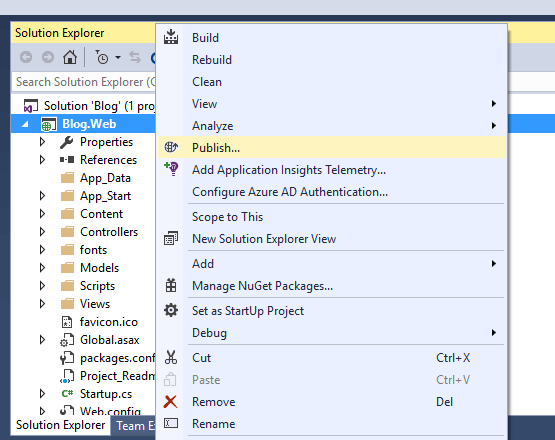 Solution Explorer
Search Solution Explorer (C
Solution 'Blog' (1 proj
Blog.Web
Properties
References
App_Data
App_Start
Content
Controllers
fonts
Models
Scripts
Views
favicon.ico
Global.asax
packages.conf
Project_Readm
Startup.cs
Web.config
Solution Explorer
Team E
Build
Rebuild
Clean
View
Analyze
Publish...
Add Application Insights Telemetry...
Configure Azure AD Authentication...
Scope to This
New Solution Explorer View
Add
Manage NuGet Packages...
Set as StartUp Project
Debug
Cut Ctrl+X
Paste Ctrl+V
Remove Del
Rename